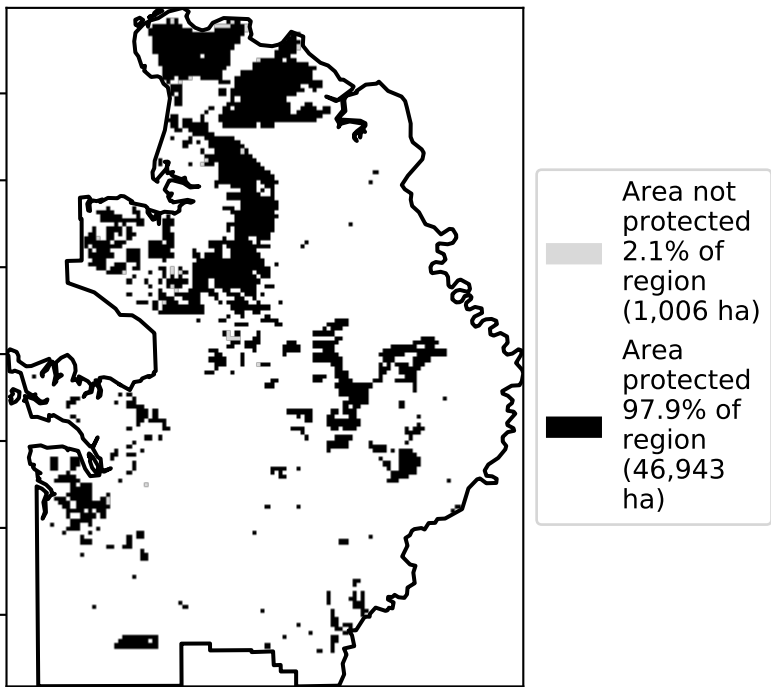 Area not
protected
2.1% of
region
(1,006 ha)
Area
protected
97.9% of
region
(46,943
ha)